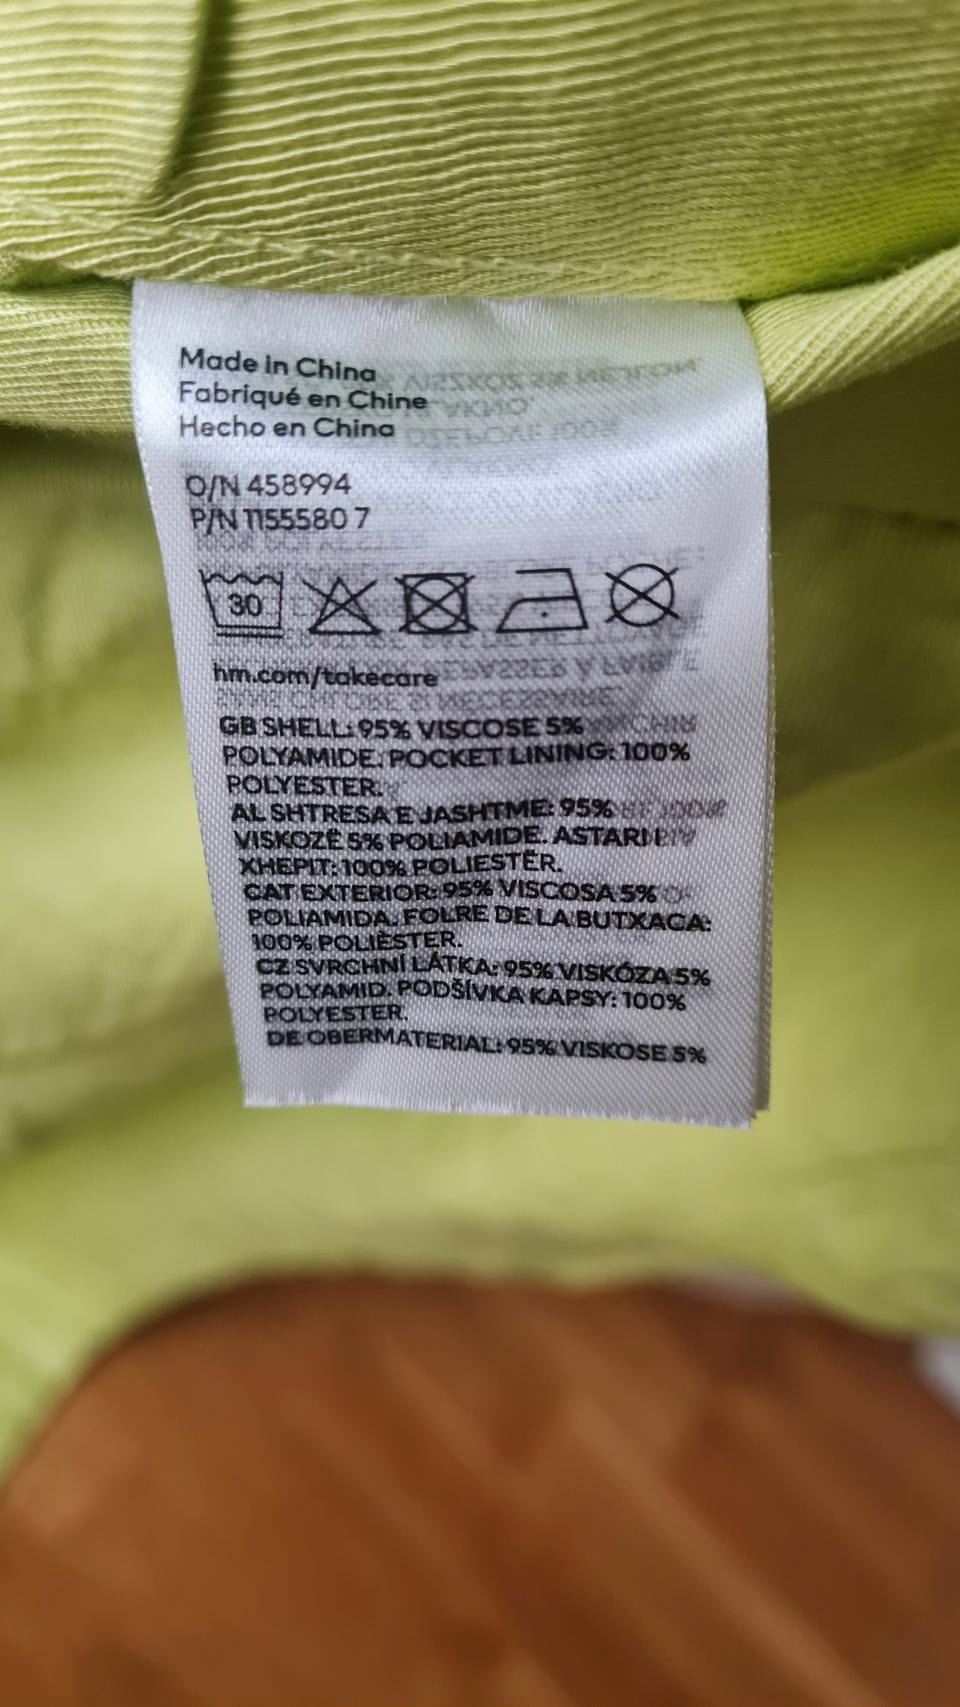 Made in China
Fabriqué en Chine
Hecho en China
O/N 458994
P/N 1155580 7
30
hm.com/takecare
GB SHELL: 95% VISCOSE 5%
POLYAMIDE. POCKET LINING: 100%
POLYESTER.
AL SHTRESA E JASHTME: 95%
VISKOZË 5% POLIAMIDE. ASTARI I
XHEPIT: 100% POLIESTËR.
CAT EXTERIOR: 95% VISCOSA 5%
POLIAMIDA. FOLRE DE LA BUTXACA:
100% POLIÈSTER.
CZ SVRCHNÍ LÁTKA: 95% VISKÓZA 5%
POLYAMID. PODŠÍVKA KAPSY: 100%
POLYESTER.
DE OBERMATERIAL: 95% VISKOSE 5%